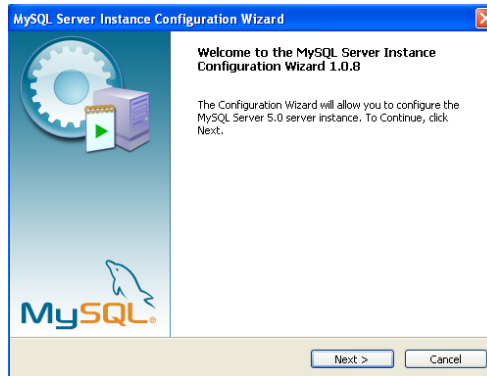 MySQL Server Instance Configuration Wizard
Welcome to the MySQL Server Instance
Configuration Wizard 1.0.8
The Configuration Wizard will allow you to configure the
MySQL Server 5.0 server instance. To Continue, click
Next.
MySQL®
Next >
Cancel